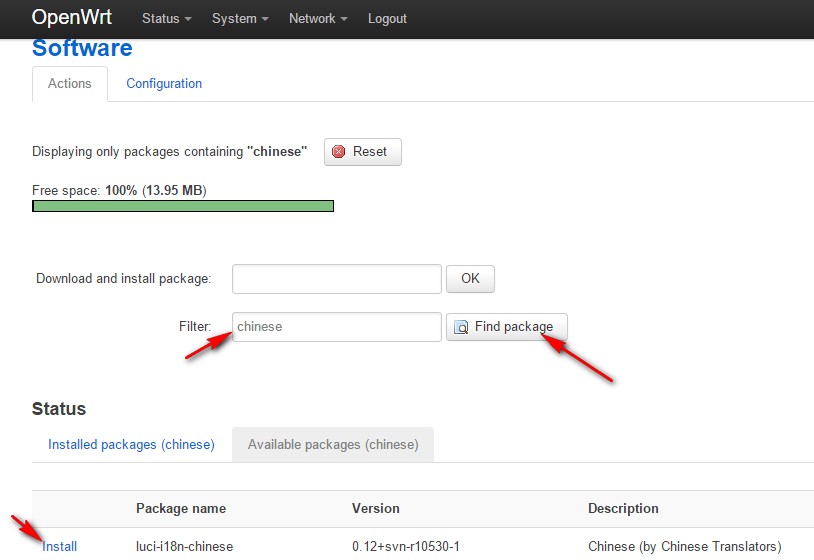 OpenWrt Status System Network Logout
Software
Actions Configuration
Displaying only packages containing "chinese" Reset
Free space: 100% (13.95 MB)
Download and install package: OK
Filter: chinese Find package
Status
Installed packages (chinese) Available packages (chinese)
Package name Version Description
Install luci-i18n-chinese 0.12+svn-r10530-1 Chinese (by Chinese Translators)